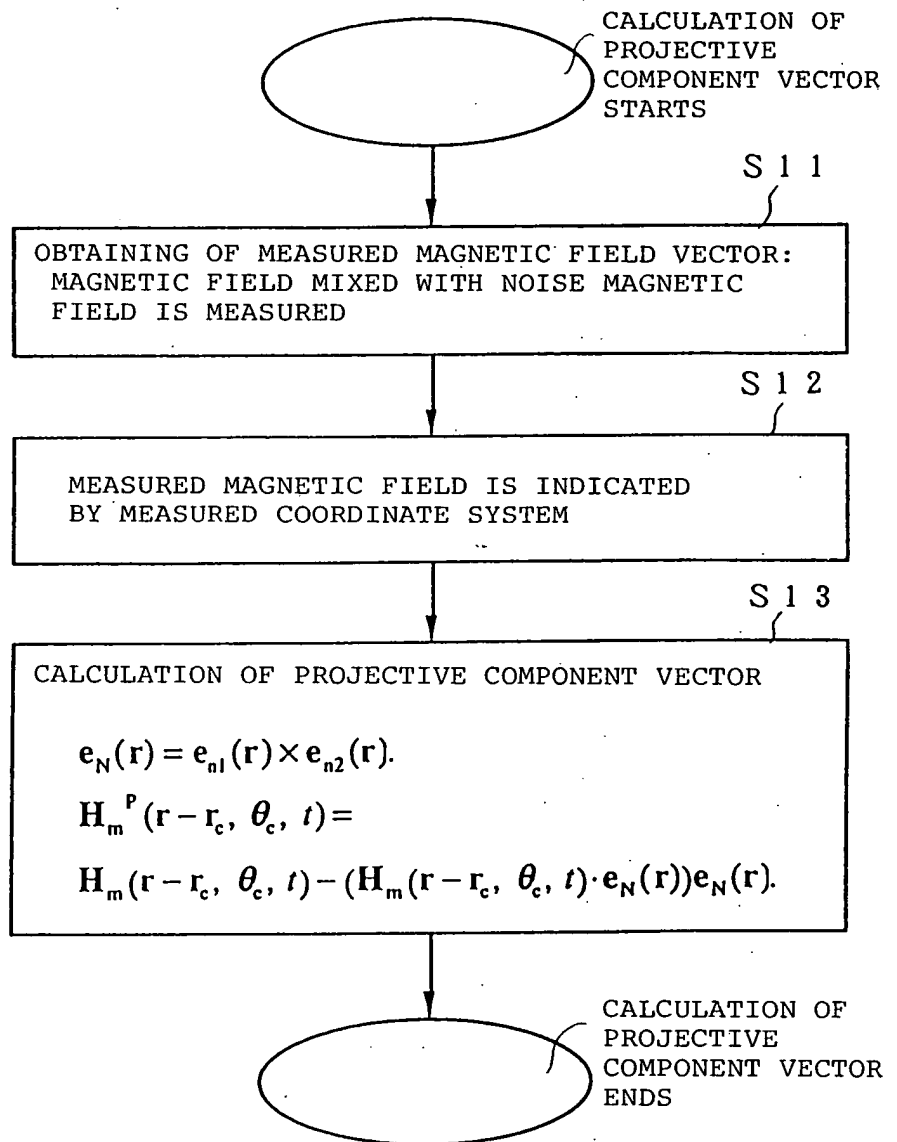 CALCULATION OF
PROJECTIVE
COMPONENT VECTOR
STARTS
S11
OBTAINING OF MEASURED MAGNETIC FIELD VECTOR:
MAGNETIC FIELD MIXED WITH NOISE MAGNETIC
FIELD IS MEASURED
S12
MEASURED MAGNETIC FIELD IS INDICATED
BY MEASURED COORDINATE SYSTEM
S13
CALCULATION OF PROJECTIVE COMPONENT VECTOR
e_N(r) = e_n1(r) × e_n2(r).
H_m^P(r − r_c, θ_c, t) =
H_m(r − r_c, θ_c, t) − (H_m(r − r_c, θ_c, t) · e_N(r))e_N(r).
CALCULATION OF
PROJECTIVE
COMPONENT VECTOR
ENDS